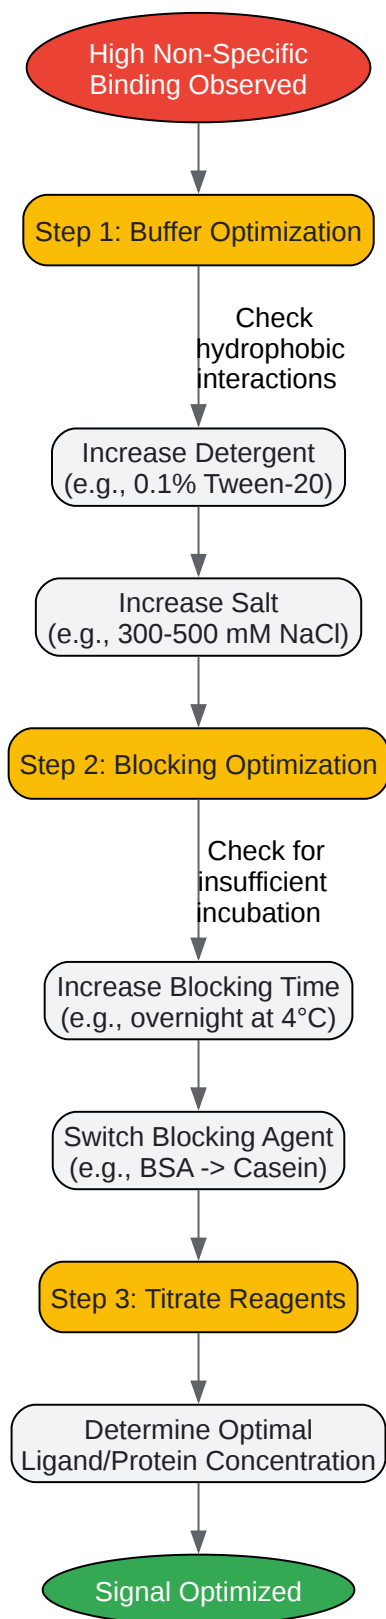 High Non-Specific
Binding Observed
Step 1: Buffer Optimization
Check
hydrophobic
interactions
Increase Detergent
(e.g., 0.1% Tween-20)
Increase Salt
(e.g., 300-500 mM NaCl)
Step 2: Blocking Optimization
Check for
insufficient
incubation
Increase Blocking Time
(e.g., overnight at 4°C)
Switch Blocking Agent
(e.g., BSA -> Casein)
Step 3: Titrate Reagents
Determine Optimal
Ligand/Protein Concentration
Signal Optimized